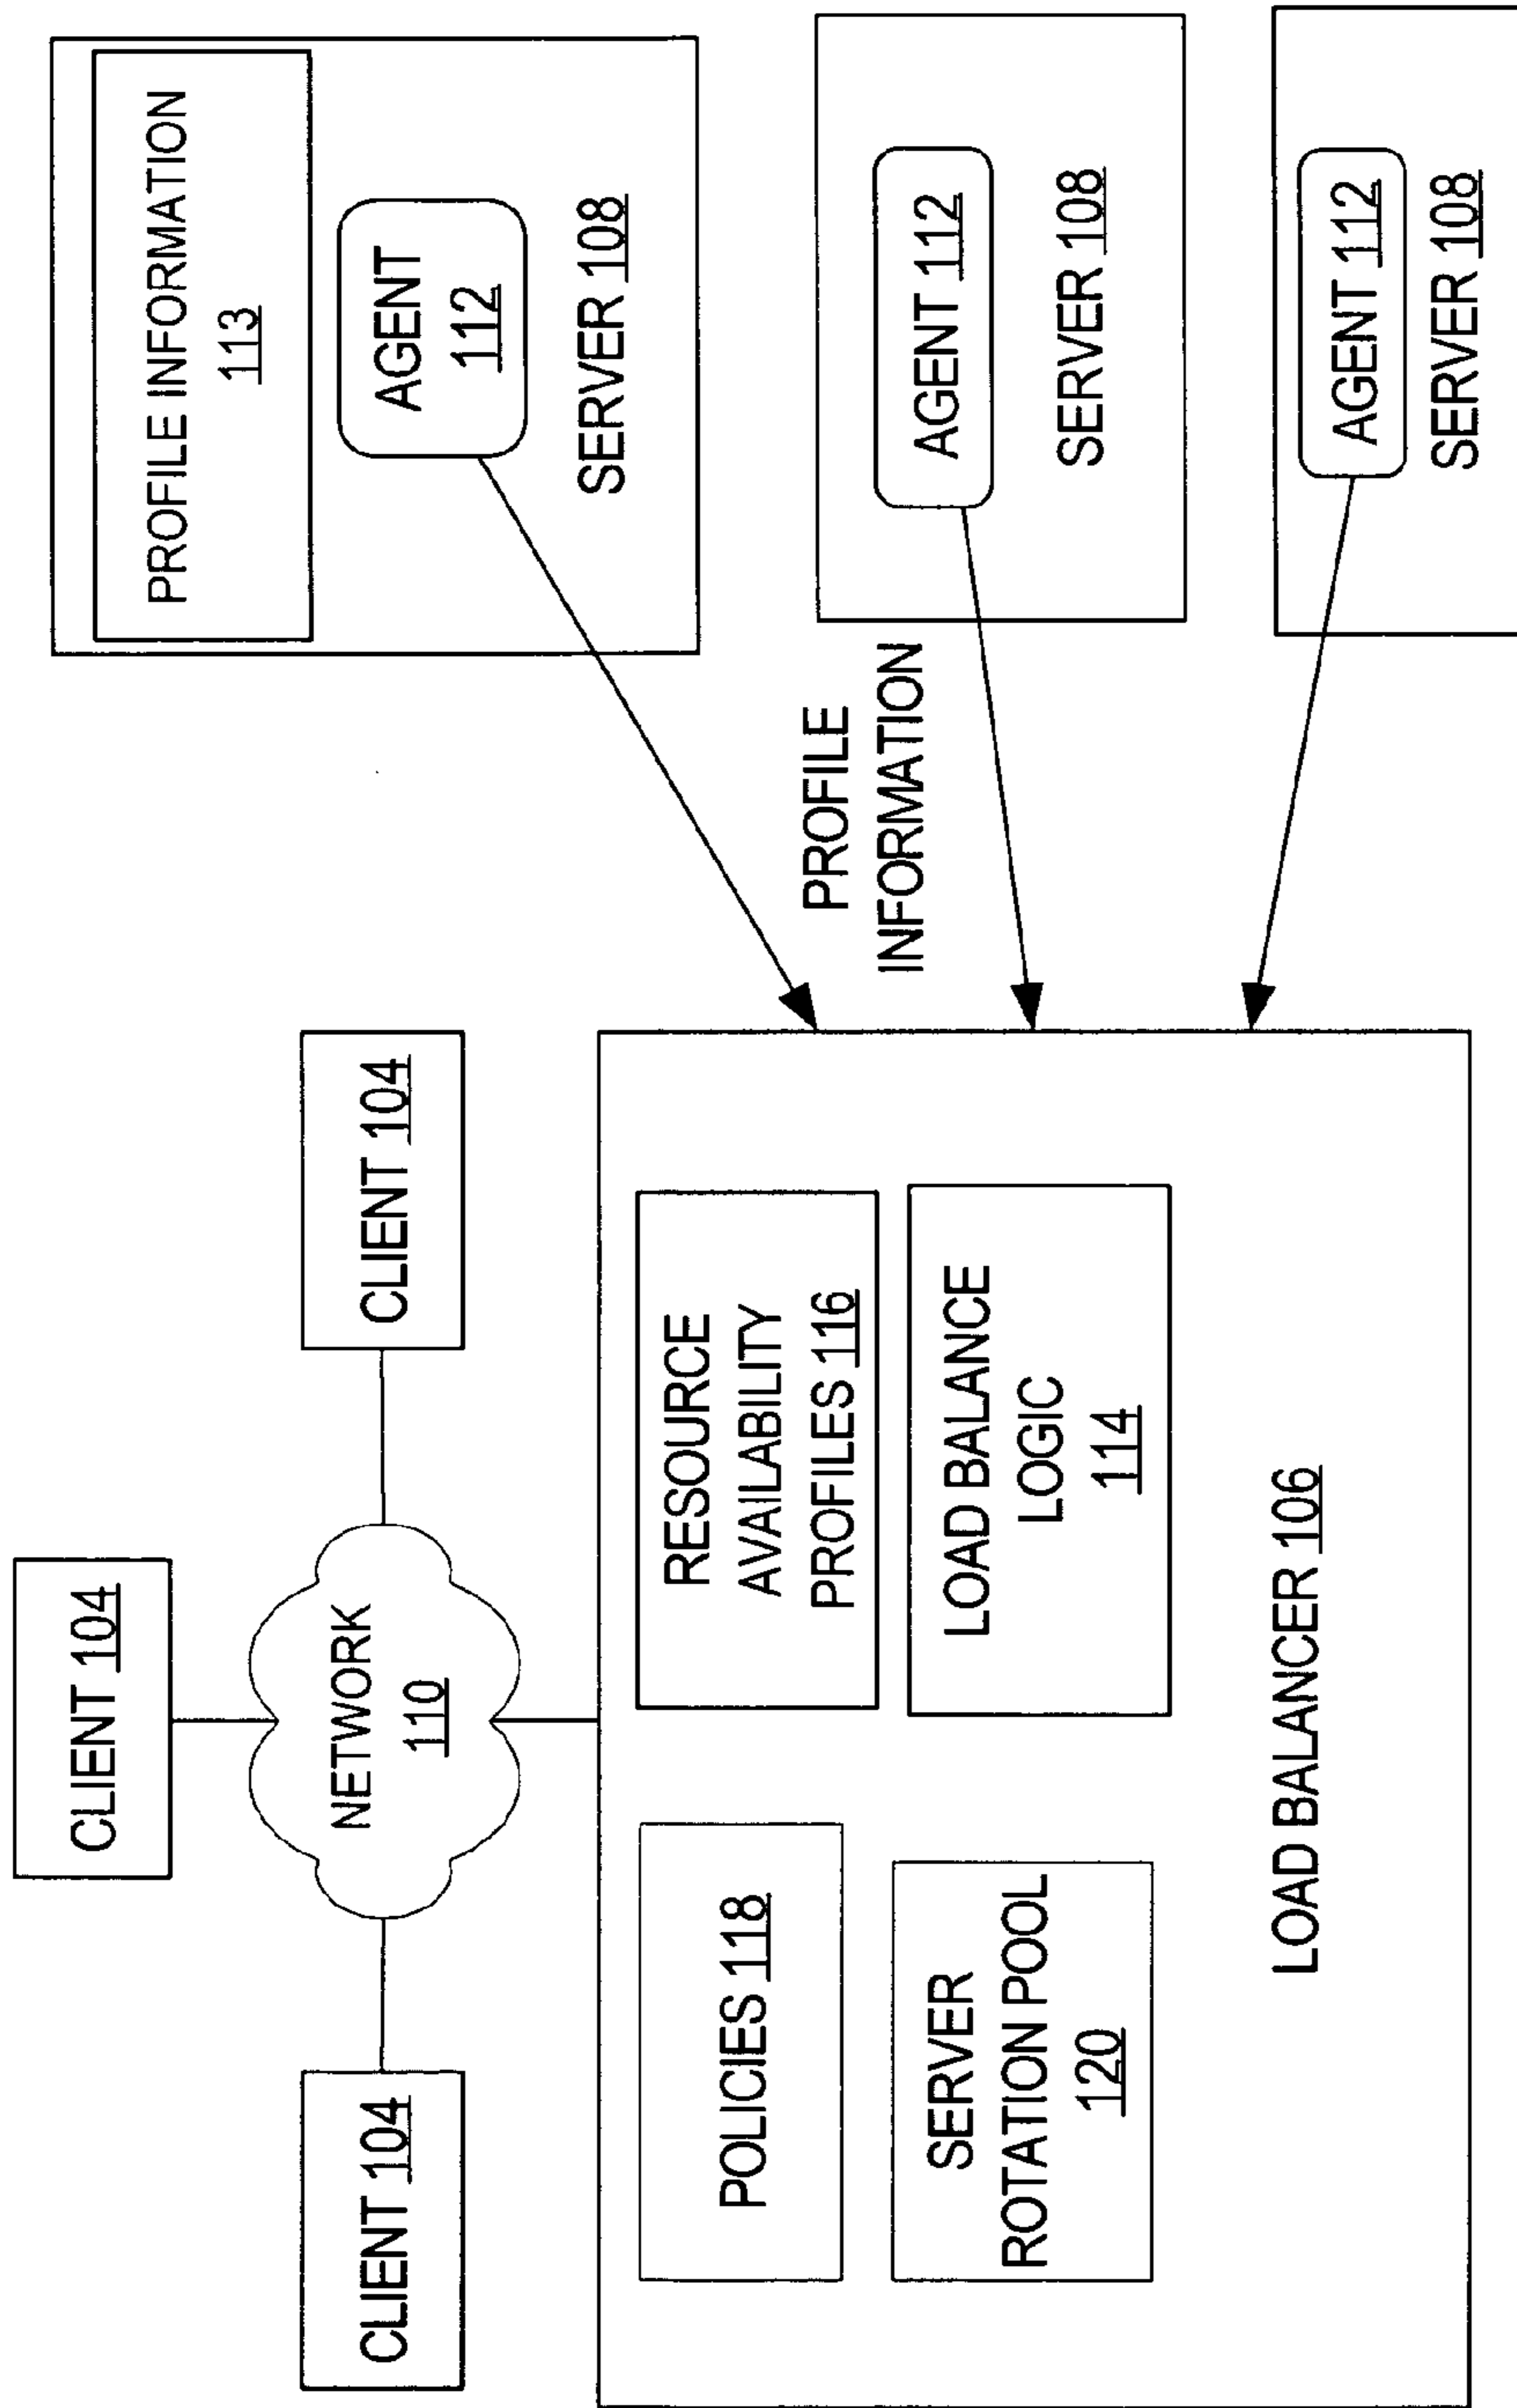 CLIENT 104
CLIENT 104
NETWORK
110
CLIENT 104
POLICIES 118
RESOURCE
AVAILABILITY
PROFILES 116
SERVER
ROTATION POOL
120
LOAD BALANCE
LOGIC
114
LOAD BALANCER 106
PROFILE
INFORMATION
PROFILE INFORMATION
113
AGENT
112
SERVER 108
AGENT 112
SERVER 108
AGENT 112
SERVER 108